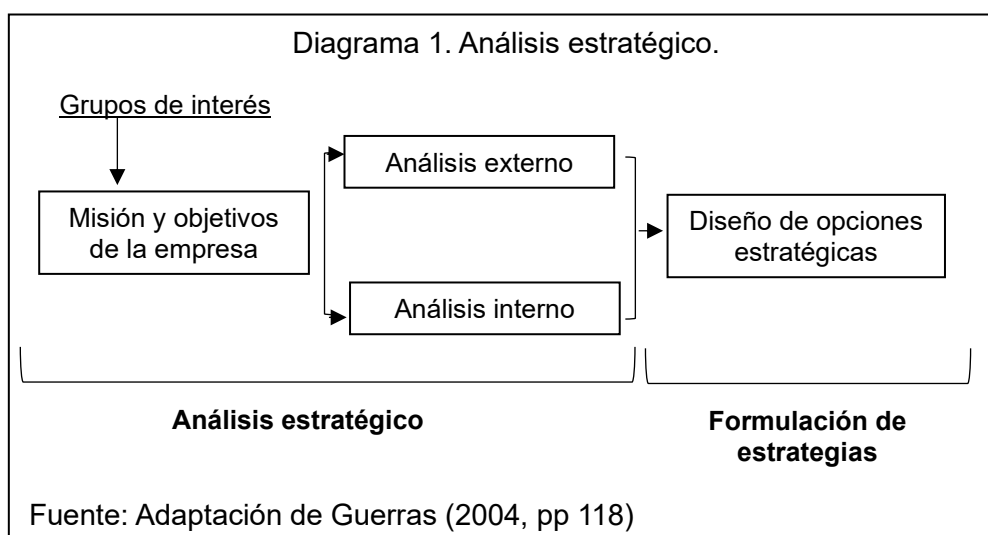 Diagrama 1. Análisis estratégico.
Grupos de interés
Análisis externo
Misión y objetivos
de la empresa
Diseño de opciones
estratégicas
Análisis interno
Análisis estratégico
Formulación de
estrategias
Fuente: Adaptación de Guerras (2004, pp 118)